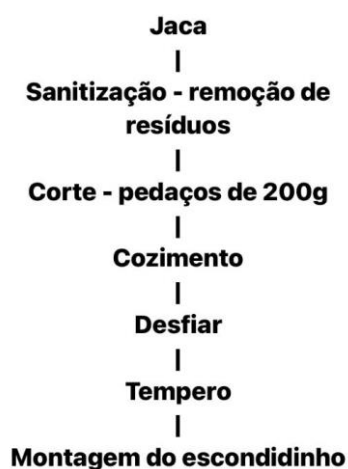 Jaca
|
Sanitização - remoção de
resíduos
|
Corte - pedaços de 200g
|
Cozimento
|
Desfiar
|
Tempero
|
Montagem do escondidinho